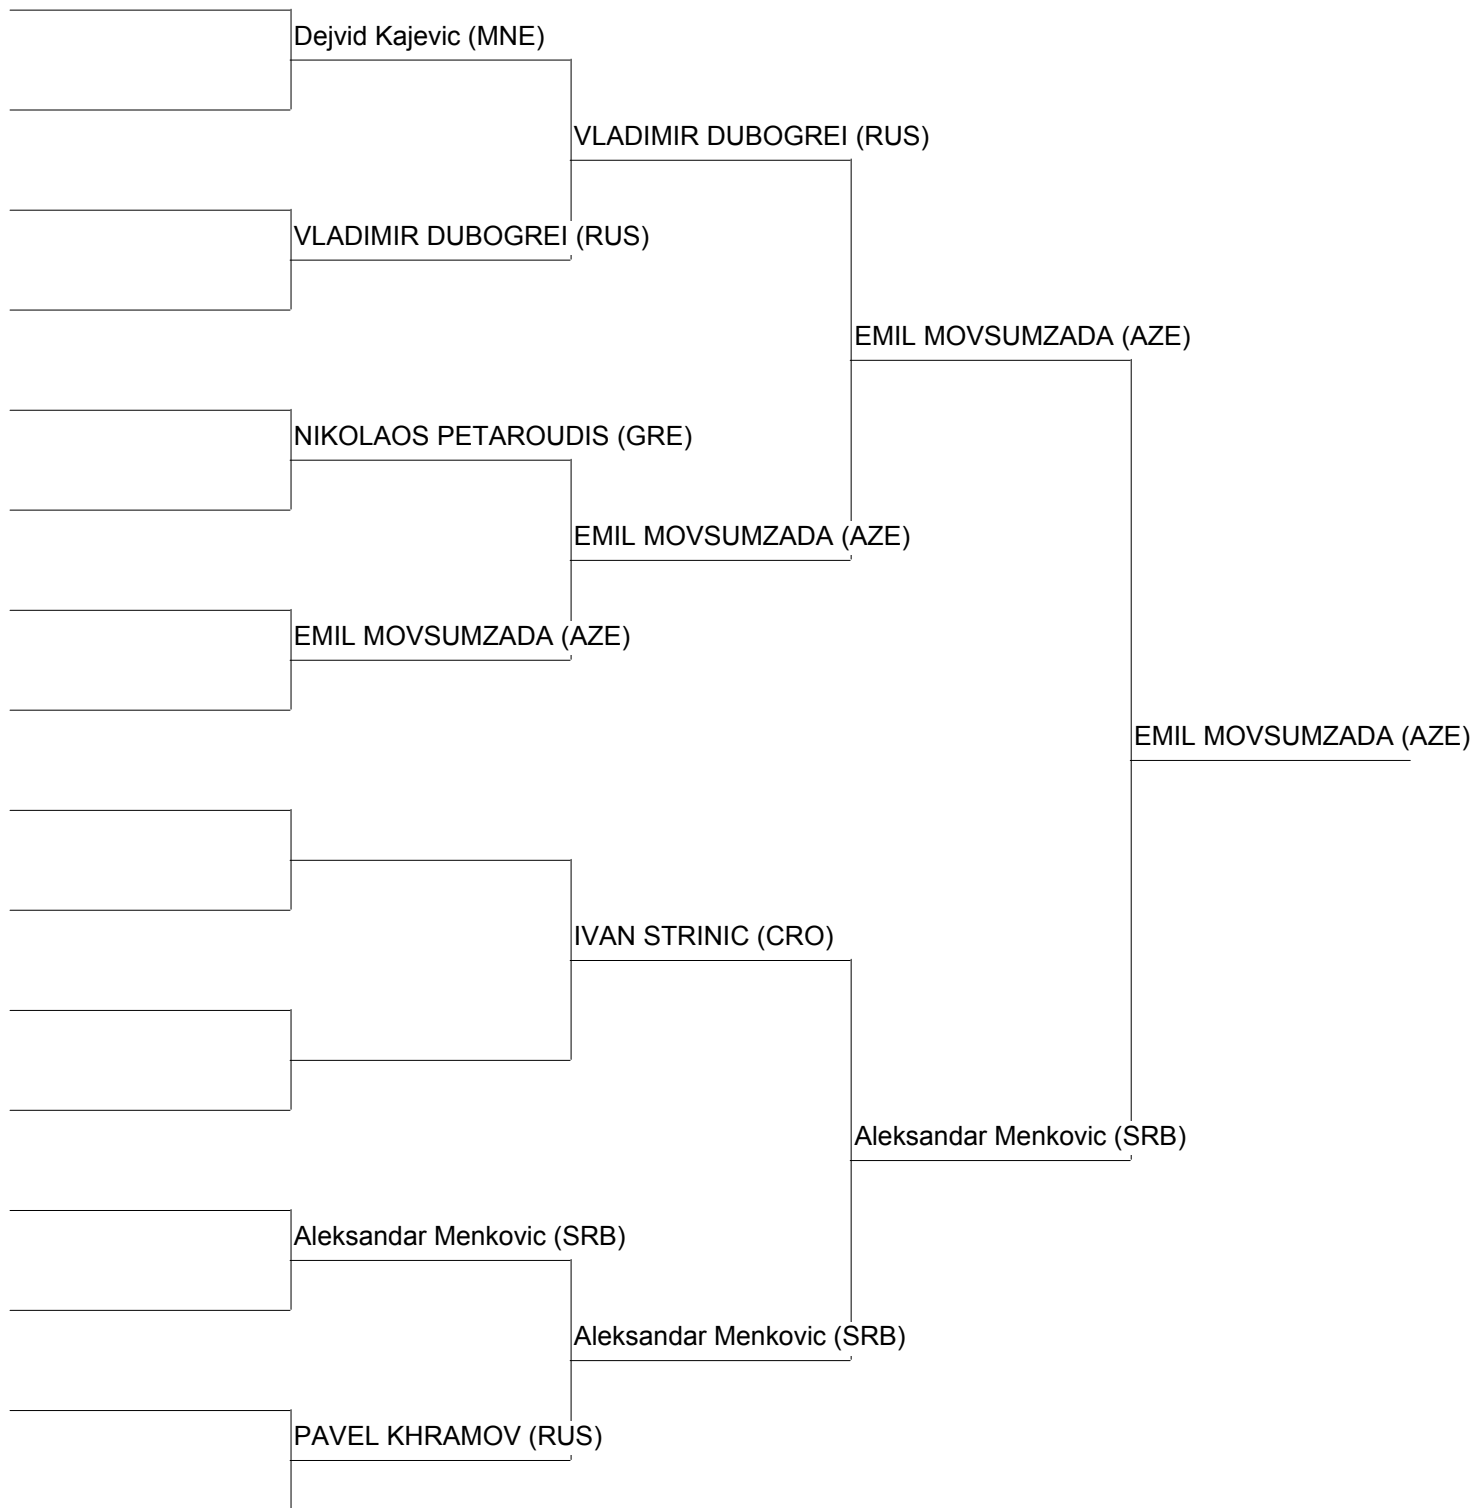 Dejvid Kajevic (MNE)
VLADIMIR DUBOGREI (RUS)
VLADIMIR DUBOGREI (RUS)
EMIL MOVSUMZADA (AZE)
NIKOLAOS PETAROUDIS (GRE)
EMIL MOVSUMZADA (AZE)
EMIL MOVSUMZADA (AZE)
EMIL MOVSUMZADA (AZE)
IVAN STRINIC (CRO)
Aleksandar Menkovic (SRB)
Aleksandar Menkovic (SRB)
Aleksandar Menkovic (SRB)
PAVEL KHRAMOV (RUS)